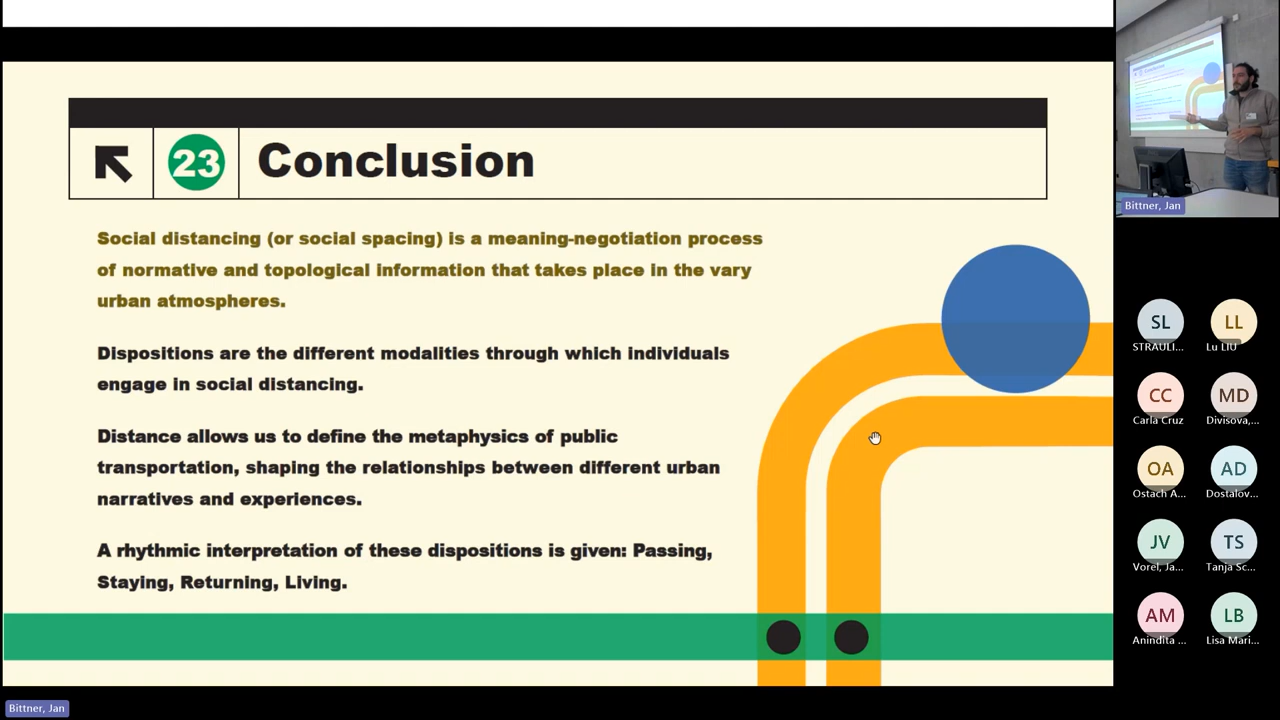 23
Conclusion
Social distancing (or social spacing) is a meaning-negotiation process
of normative and topological information that takes place in the vary
urban atmospheres.
Dispositions are the different modalities through which individuals
engage in social distancing.
Distance allows us to define the metaphysics of public
transportation, shaping the relationships between different urban
narratives and experiences.
A rhythmic interpretation of these dispositions is given: Passing,
Staying, Returning, Living.
Bittner, Jan
Bittner, Jan
SL
STRAULI...
LL
Lu LIU
CC
Carla Cruz
MD
Divisova,...
OA
Ostach A...
AD
Dostalov...
JV
Vorel, Ja...
TS
Tanja Sc...
AM
Anindita ...
LB
Lisa Mari...